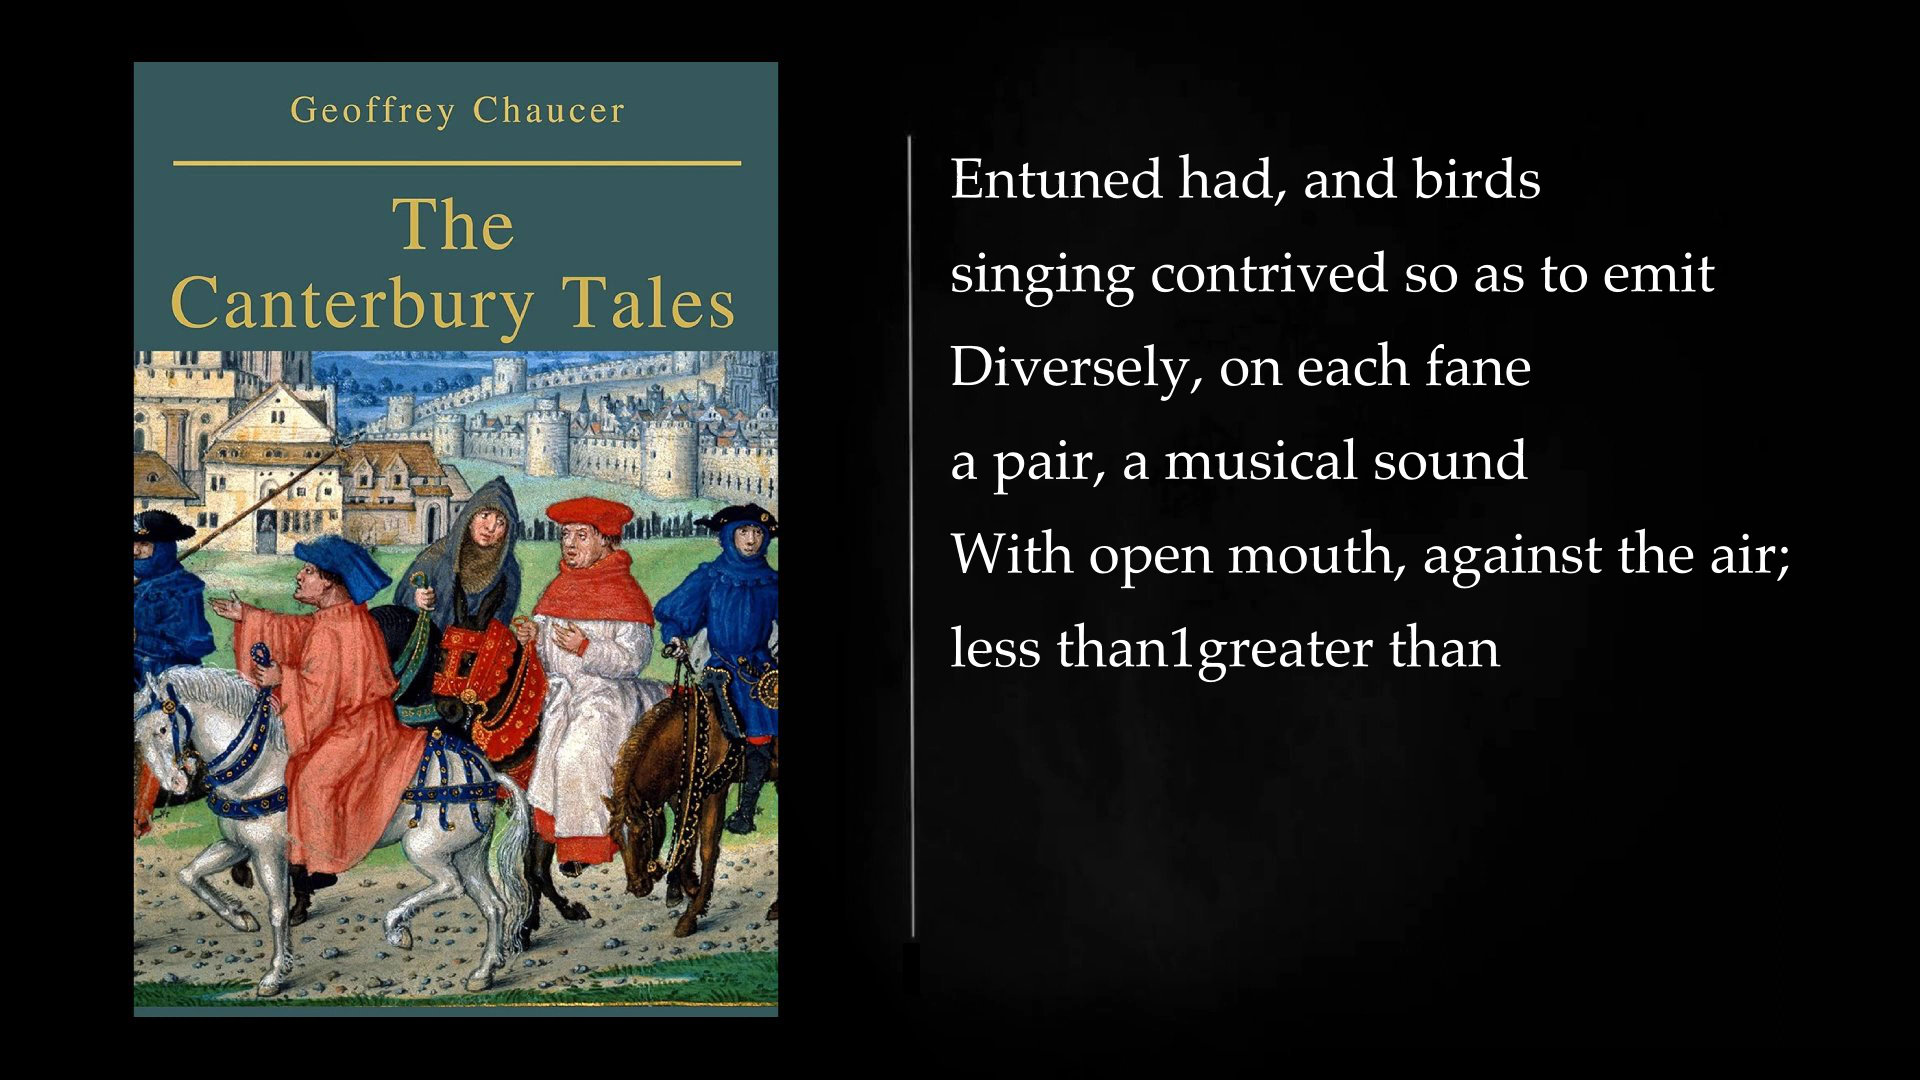 Geoffrey Chaucer
The
Canterbury Tales
Entuned had, and birds
singing contrived so as to emit
Diversely, on each fane
a pair, a musical sound
With open mouth, against the air;
less than1greater than